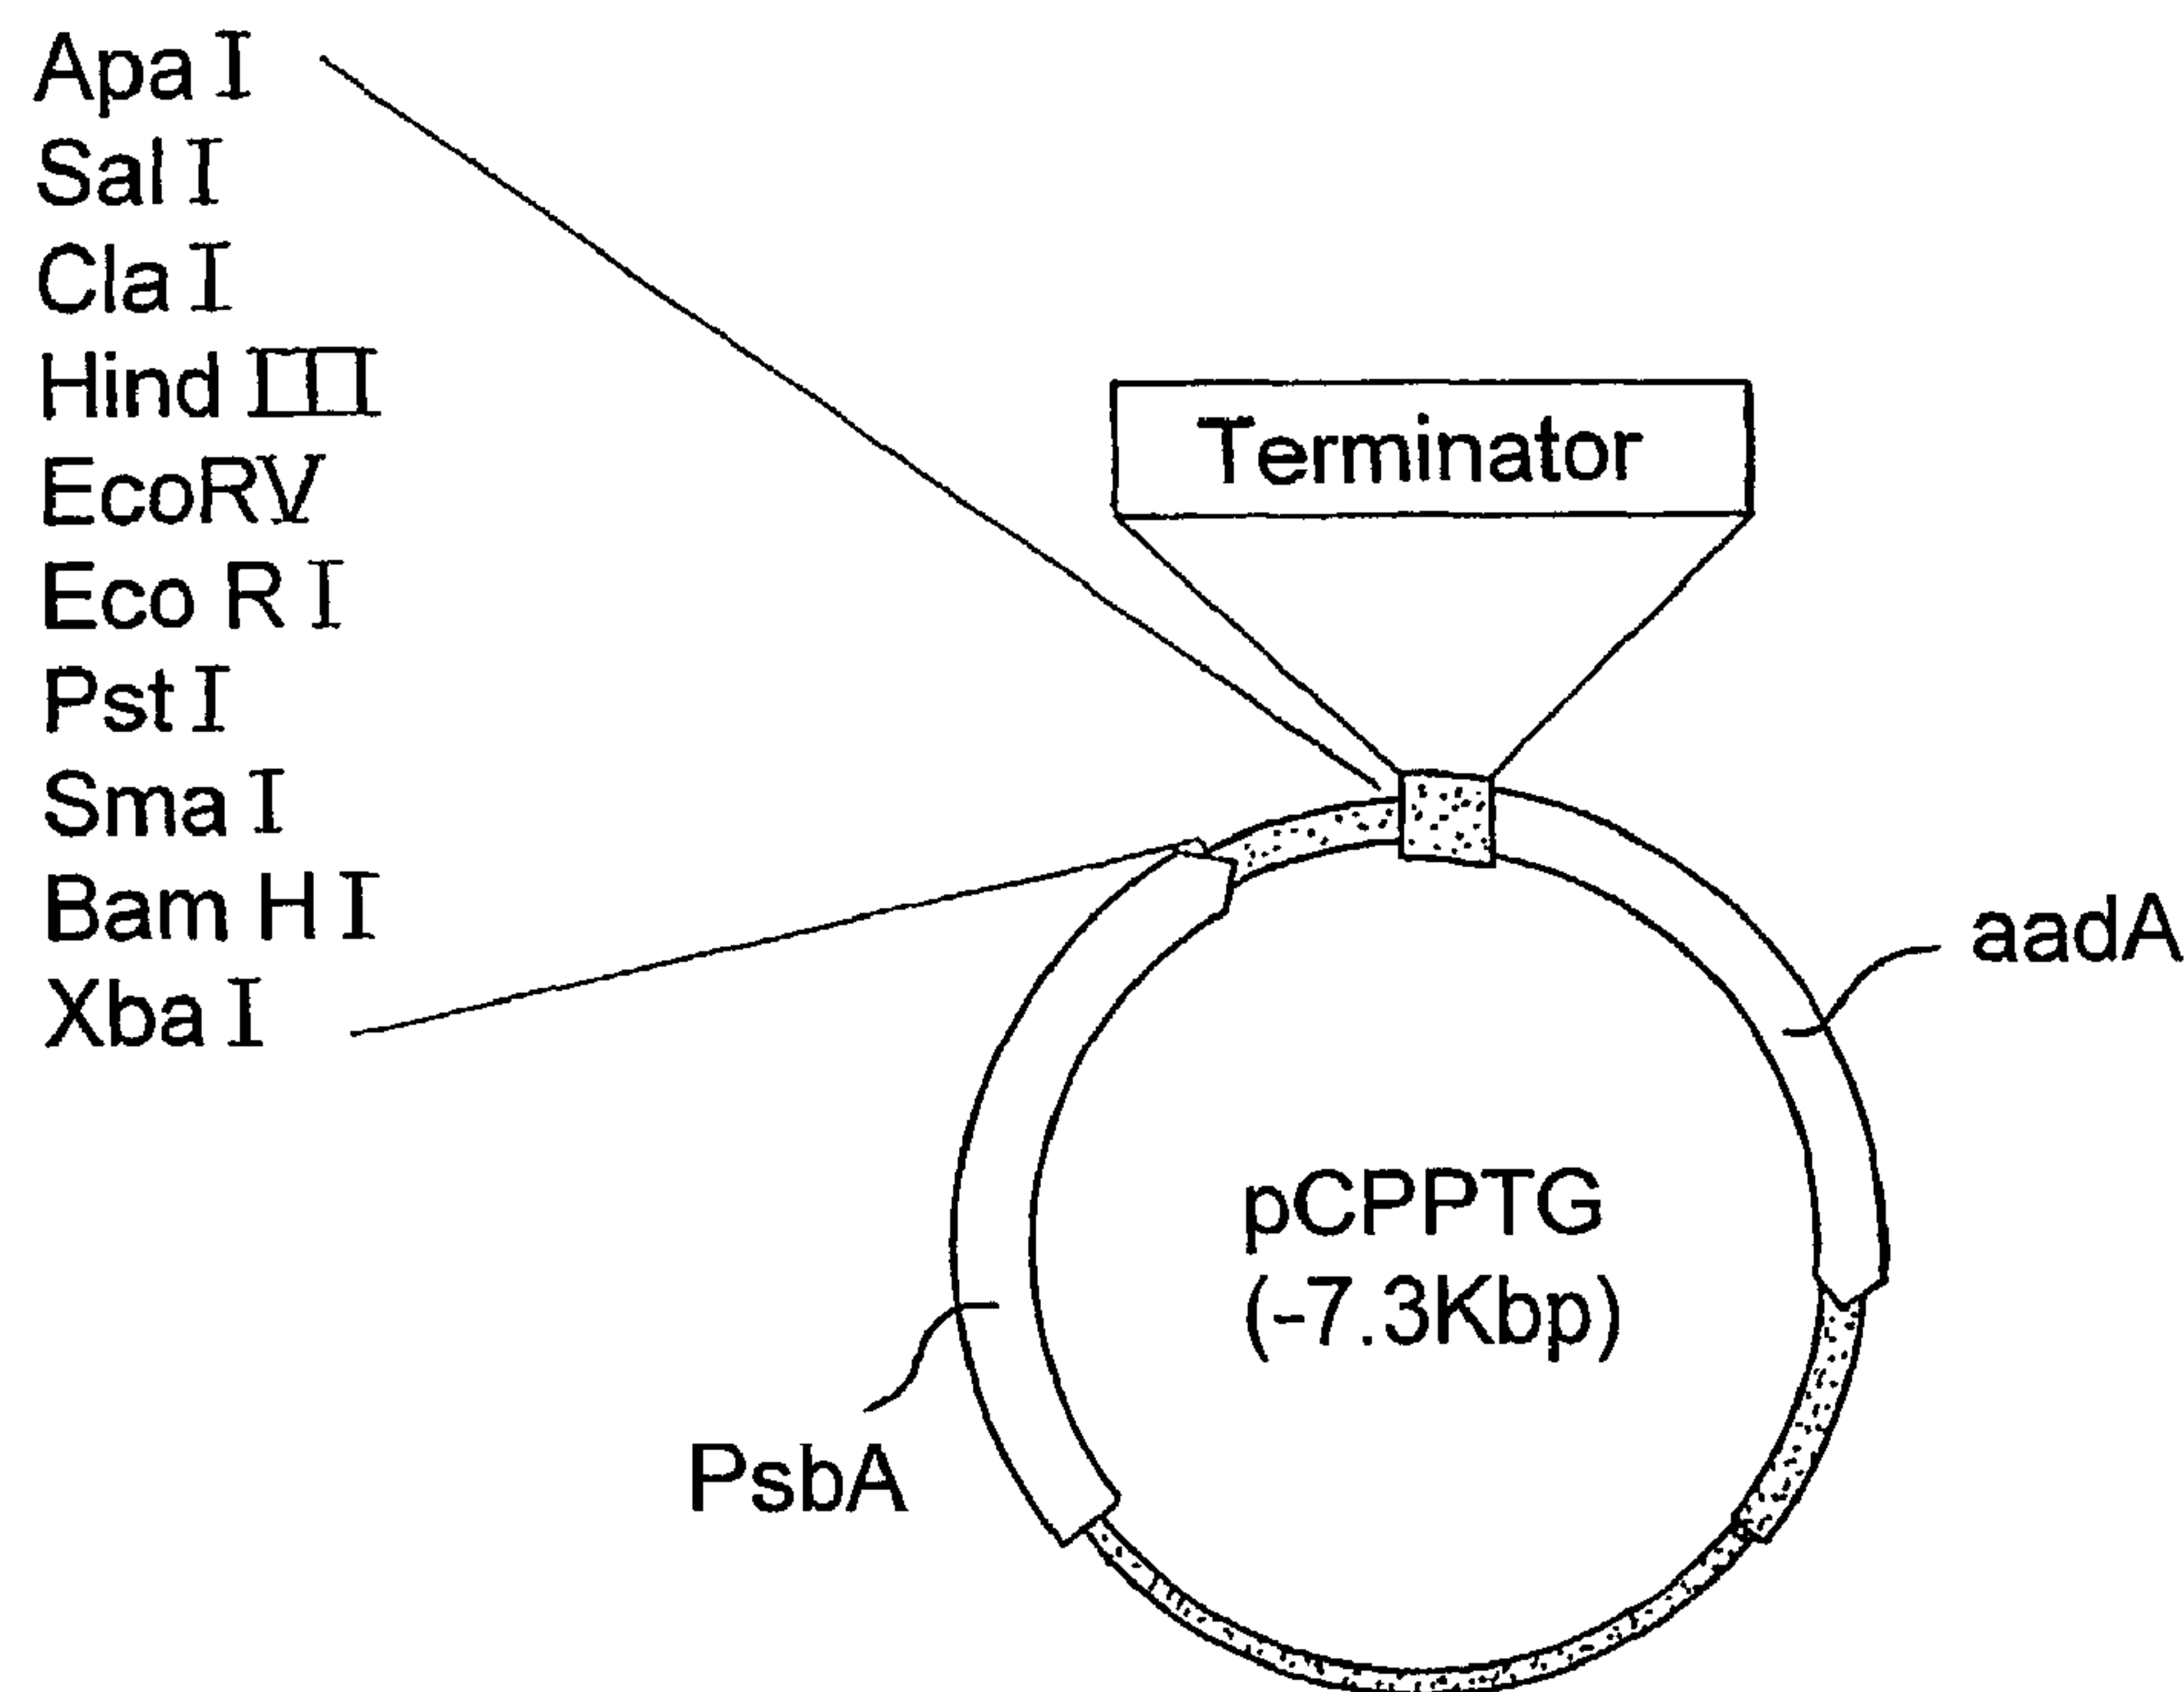 Apa I
Sal I
Cla I
Hind III
EcoRV
Eco R I
Pst I
Sma I
Bam H I
Xba I
Terminator
aadA
pCPPTG
(-7.3Kbp)
PsbA